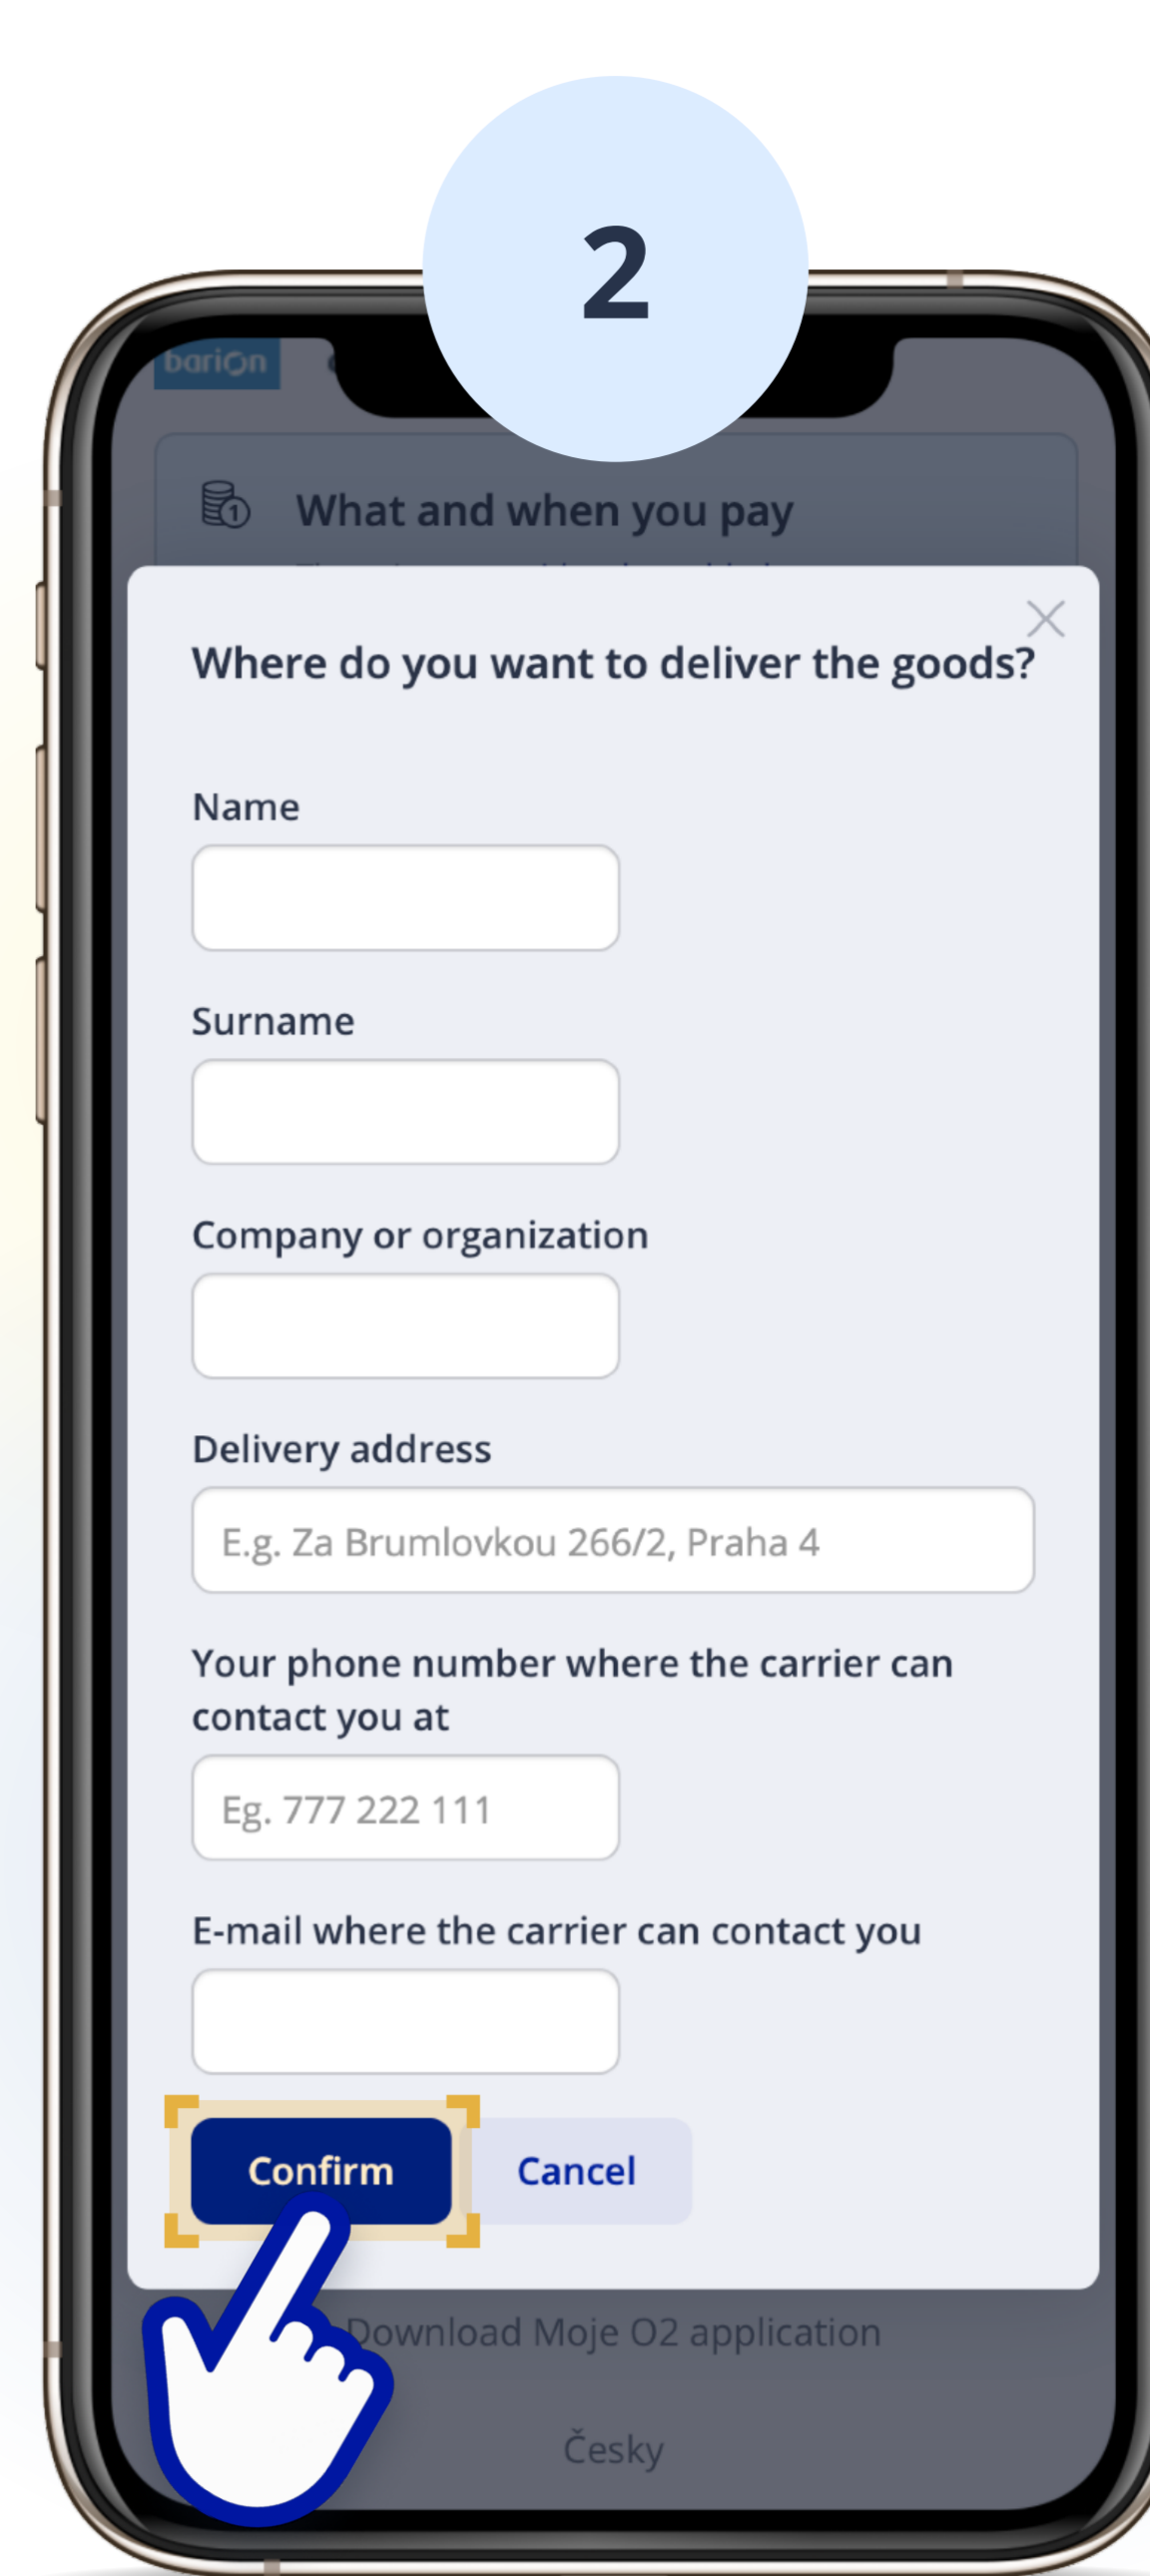 2
barion
What and when you pay
Where do you want to deliver the goods?
Name
Surname
Company or organization
Delivery address
E.g. Za Brumlovkou 266/2, Praha 4
Your phone number where the carrier can
contact you at
Eg. 777 222 111
E-mail where the carrier can contact you
Confirm
Cancel
Download Moje O2 application
Česky